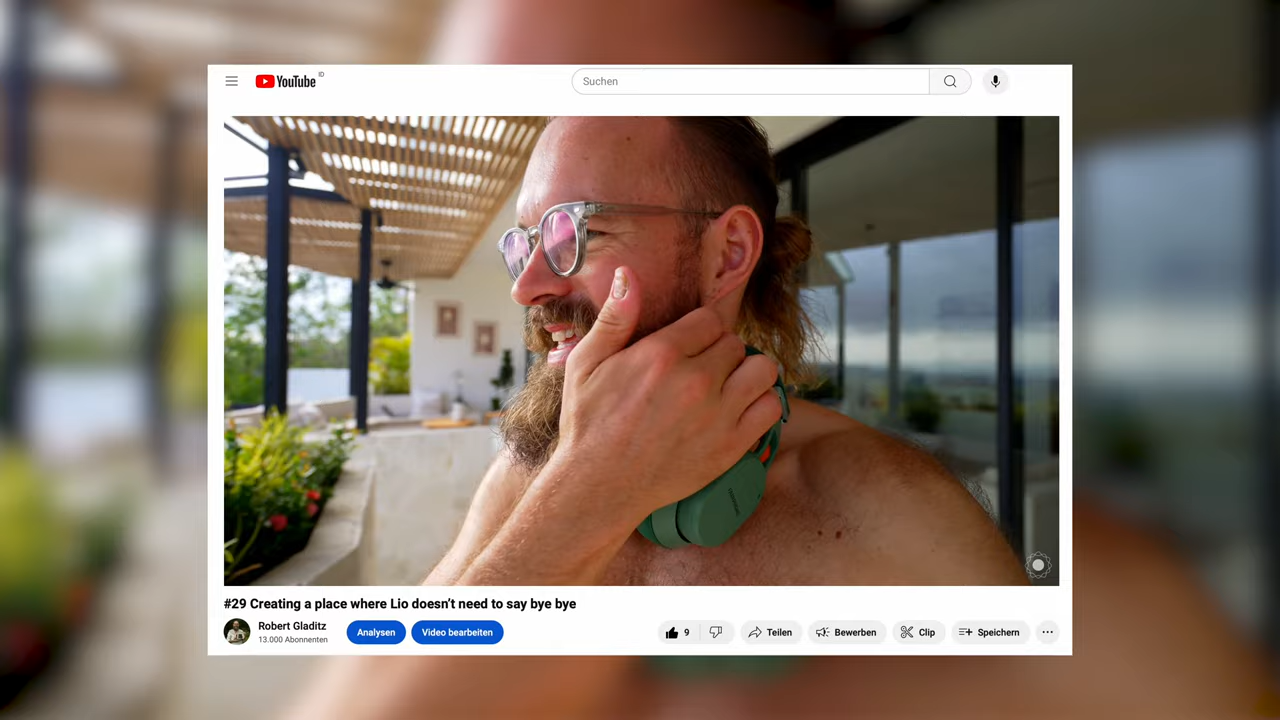 YouTube ID
Suchen
#29 Creating a place where Lio doesn't need to say bye bye
Robert Gladitz
13.000 Abonnenten
Analysen
Video bearbeiten
9
Teilen
Bewerben
Clip
Speichern